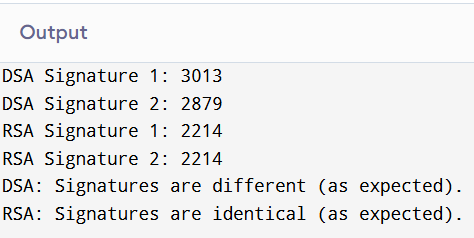 Output
DSA Signature 1: 3013
DSA Signature 2: 2879
RSA Signature 1: 2214
RSA Signature 2: 2214
DSA: Signatures are different (as expected).
RSA: Signatures are identical (as expected).